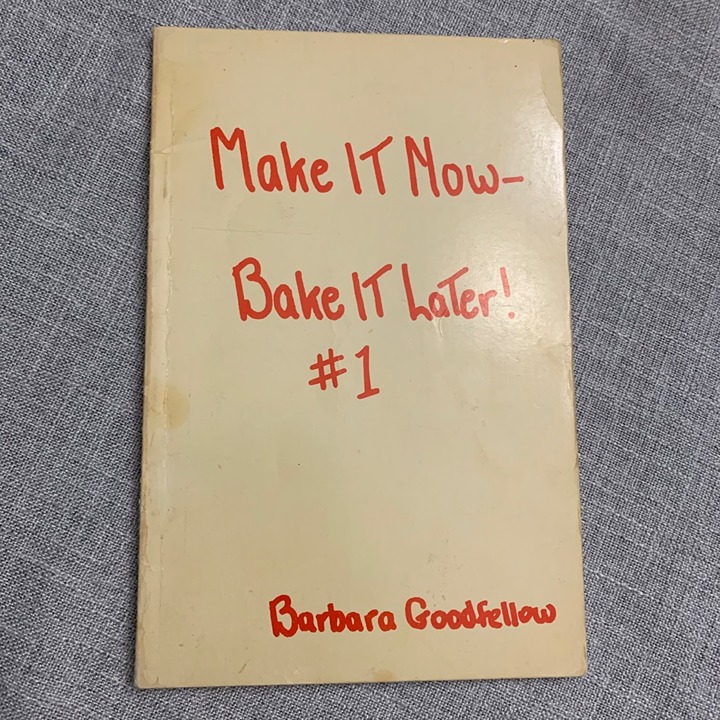 Make IT Now-
Bake IT Later!
#1
Barbara Goodfellow